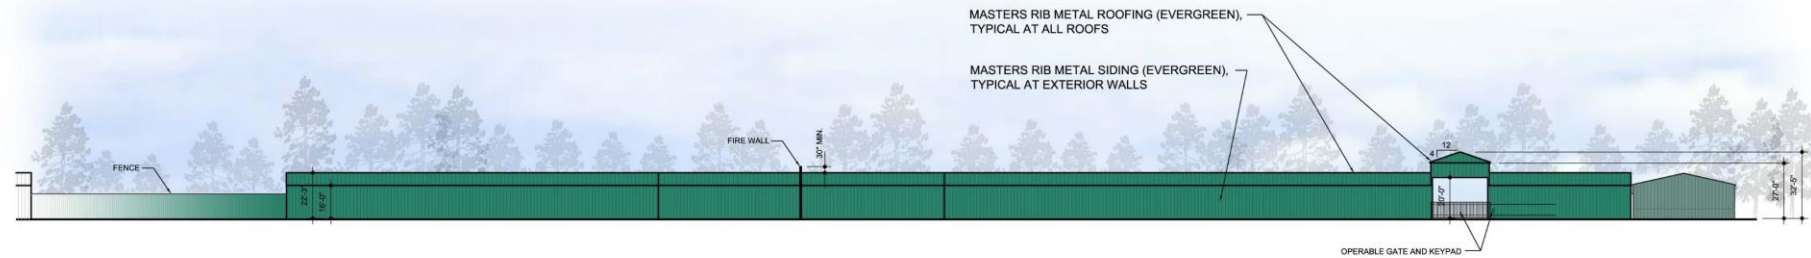 MASTERS RIB METAL ROOFING (EVERGREEN),
TYPICAL AT ALL ROOFS
MASTERS RIB METAL SIDING (EVERGREEN),
TYPICAL AT EXTERIOR WALLS
FENCE
22'-3"
16'-0"
FIRE WALL
30" MIN.
4
12
20'-0"
27'-0"
32'-5"
OPERABLE GATE AND KEYPAD